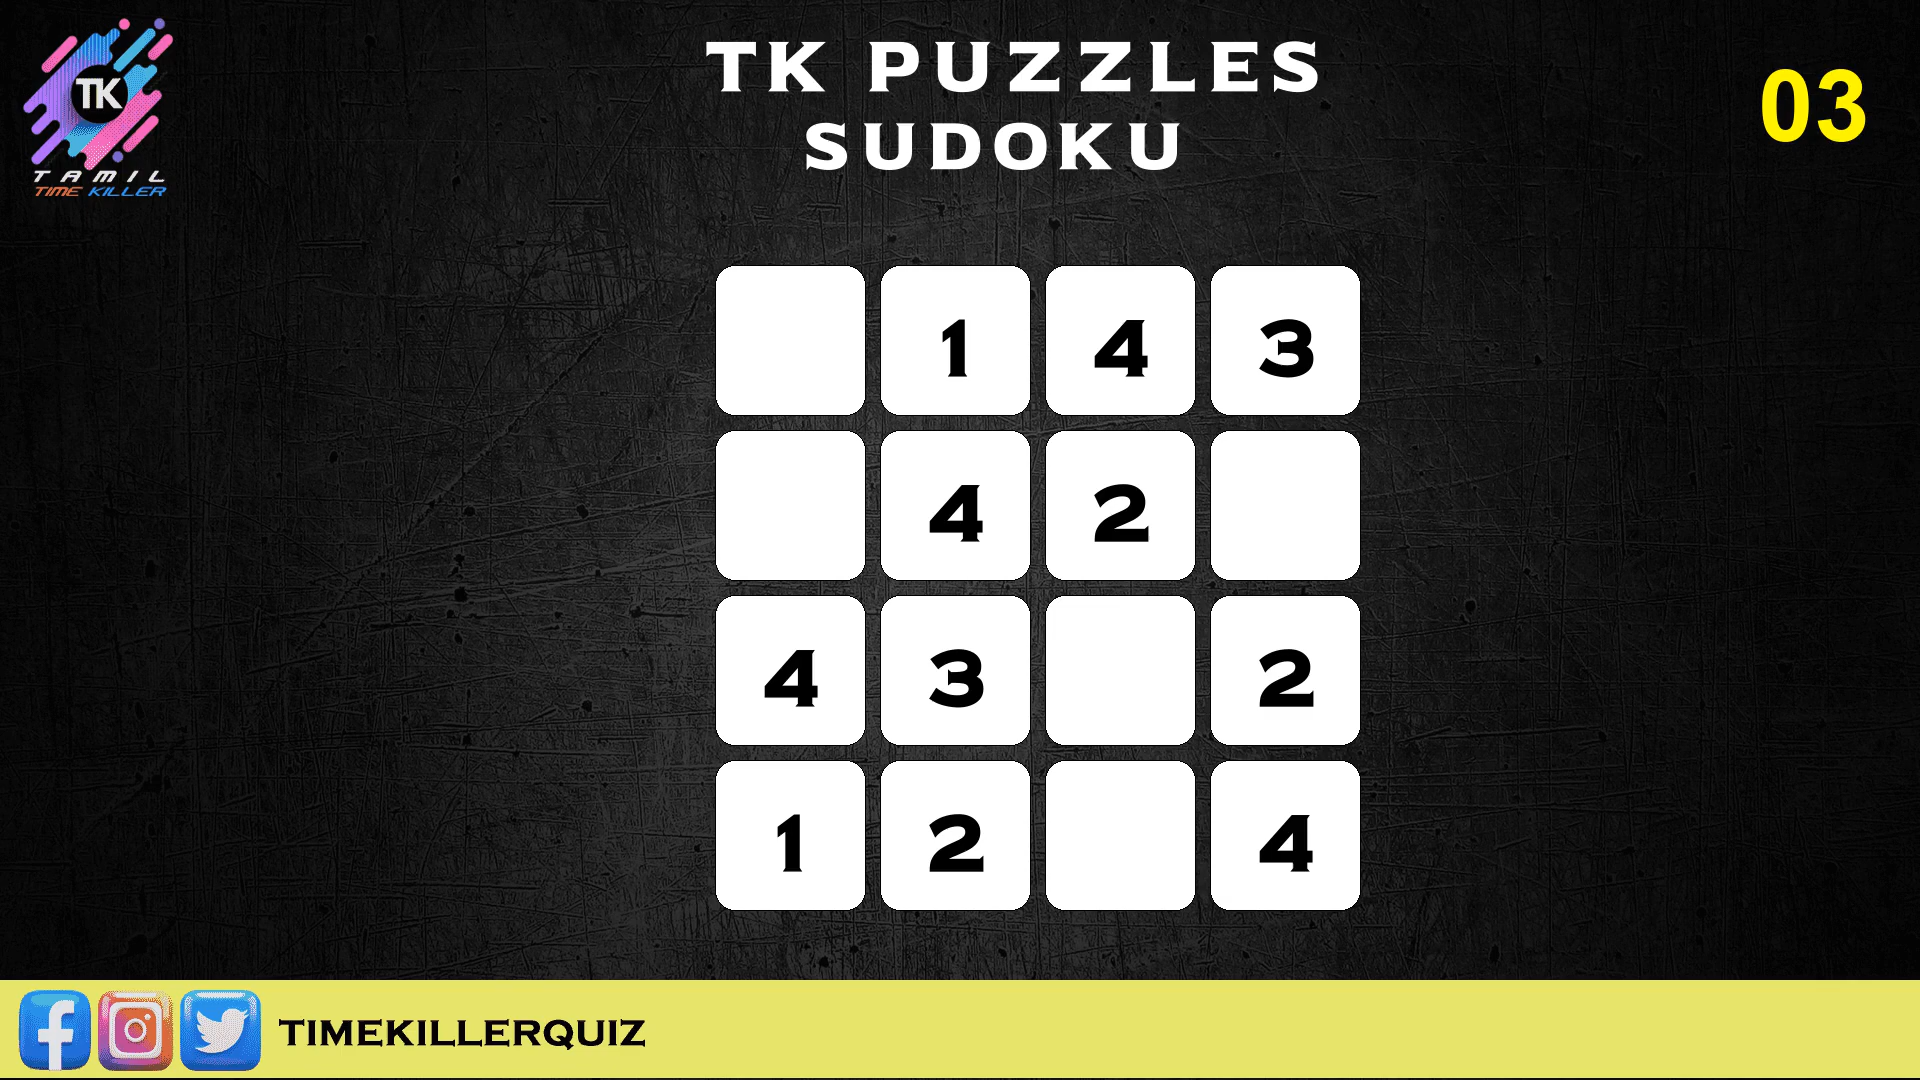 TK PUZZLES
SUDOKU
03
TK
TAMIL
TIME KILLER
1 4 3
4 2
4 3 2
1 2 4
TIMEKILLERQUIZ